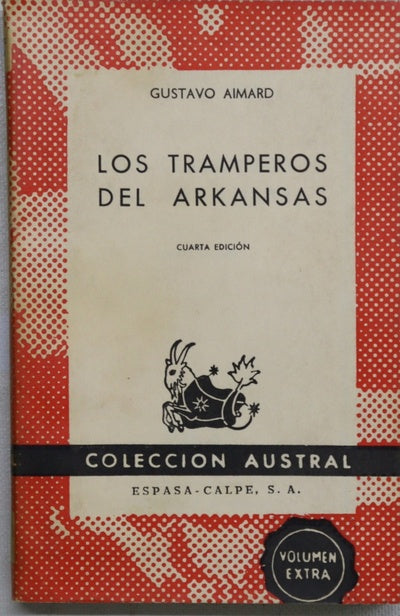 GUSTAVO AIMARD
LOS TRAMPEROS
DEL ARKANSAS
CUARTA EDICIÓN
COLECCION AUSTRAL
ESPASA-CALPE, S. A.
VOLUMEN
EXTRA